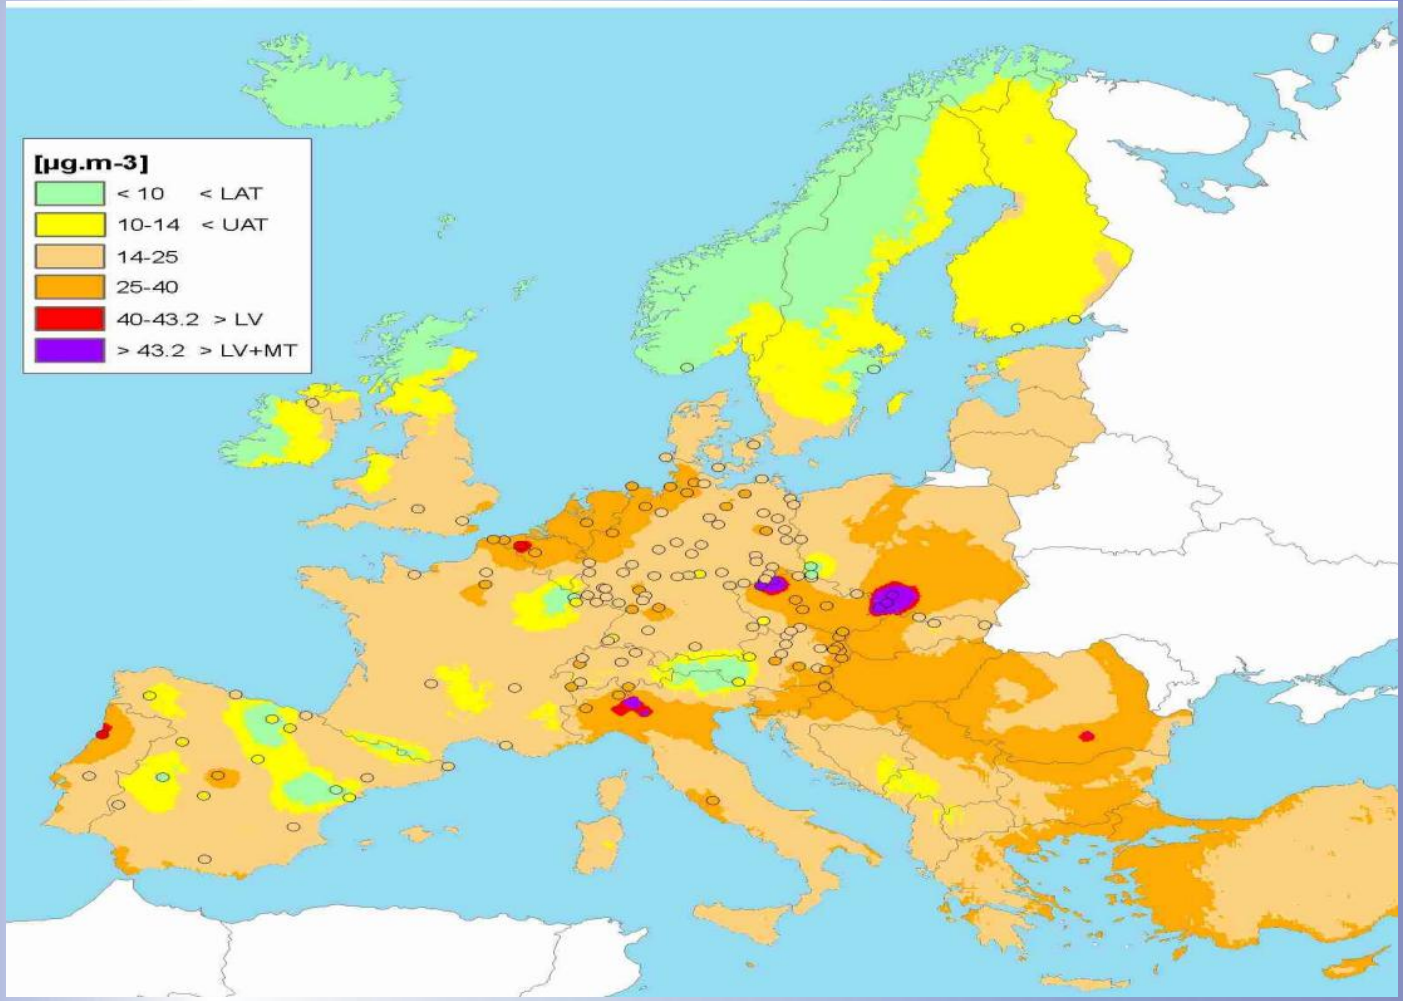 [µg.m-3]
< 10 < LAT
10-14 < UAT
14-25
25-40
40-43.2 > LV
> 43.2 > LV+MT